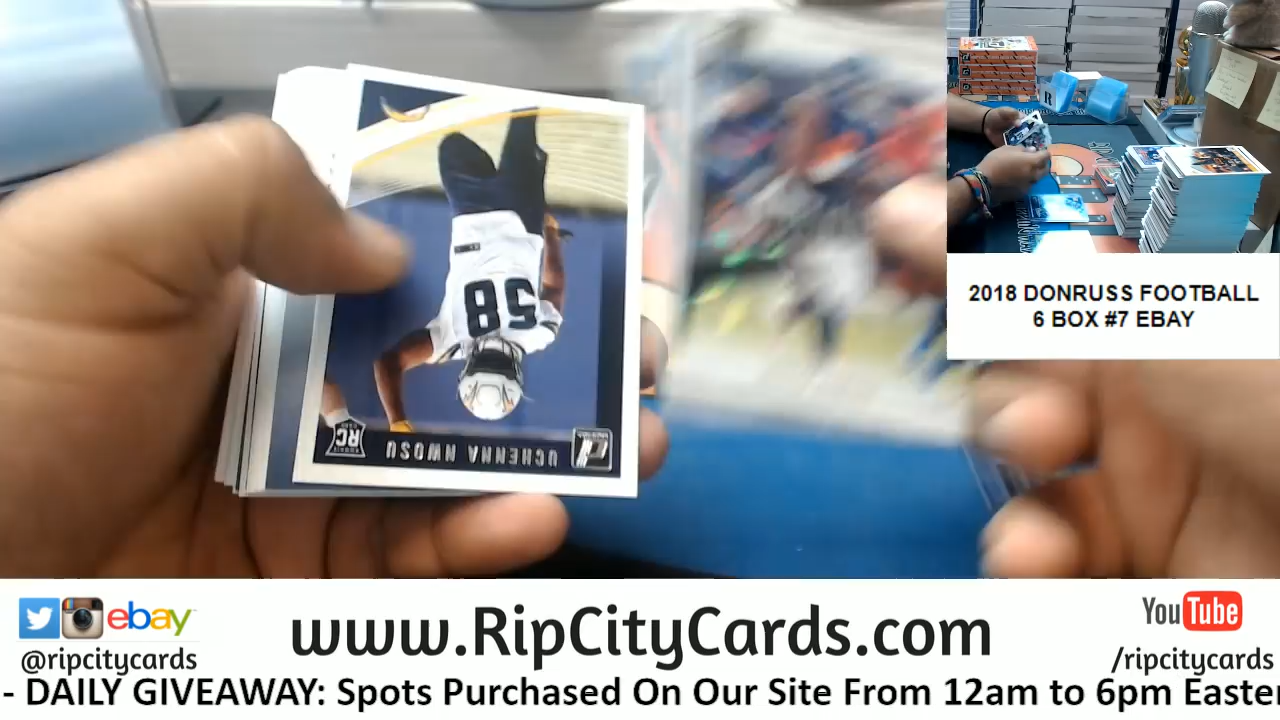 58
UCHENNA NWOSU
RC
2018 DONRUSS FOOTBALL
6 BOX #7 EBAY
ebay
@ripcitycards
www.RipCityCards.com
You Tube
/ripcitycards
- DAILY GIVEAWAY: Spots Purchased On Our Site From 12am to 6pm Easter